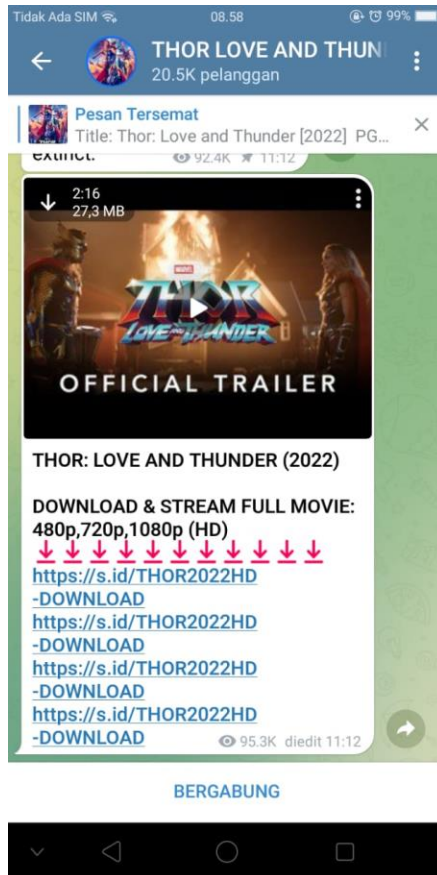 Tidak Ada SIM 08.58 99%
THOR LOVE AND THUN
20.5K pelanggan
Pesan Tersemat
Title: Thor: Love and Thunder [2022] PG...
extinct. 92.4K 11:12
2:16
27,3 MB
MARVEL
THOR
LOVE AND THUNDER
OFFICIAL TRAILER
THOR: LOVE AND THUNDER (2022)
DOWNLOAD & STREAM FULL MOVIE:
480p,720p,1080p (HD)
https://s.id/THOR2022HD
-DOWNLOAD
https://s.id/THOR2022HD
-DOWNLOAD
https://s.id/THOR2022HD
-DOWNLOAD
https://s.id/THOR2022HD
-DOWNLOAD 95.3K diedit 11:12
BERGABUNG